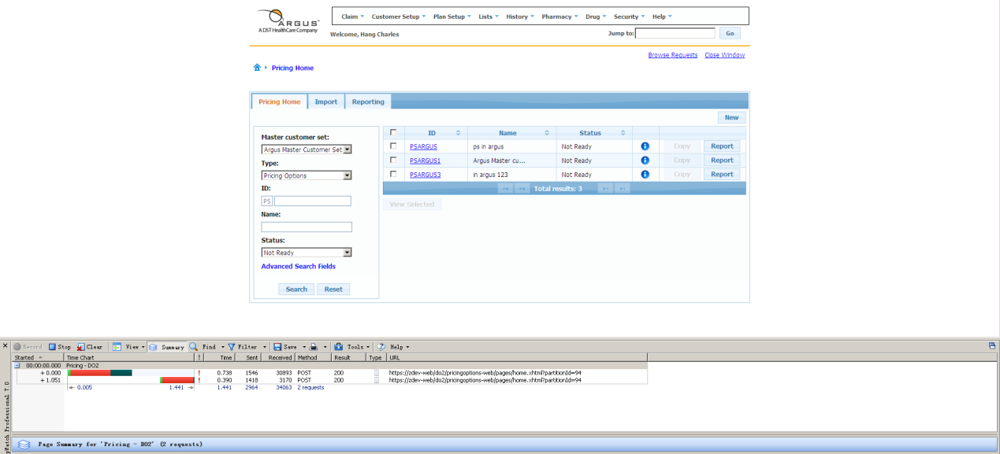 ARGUS
A DST HealthCare Company
Claim Customer Setup Plan Setup Lists History Pharmacy Drug Security Help
Welcome, Hang Charles
Jump to: Go
Browse Requests Close Window
Pricing Home
Pricing Home Import Reporting
New
Master customer set:
Argus Master Customer Set
Type:
Pricing Options
ID:
PS
Name:
Status:
Not Ready
Advanced Search Fields
Search Reset
ID Name Status
PSARGUS ps in argus Not Ready Copy Report
PSARGUS1 Argus Master cu... Not Ready Copy Report
PSARGUS3 in argus 123 Not Ready Copy Report
Total results: 3
View Selected
Record Stop Clear View Summary Find Filter Save Tools Help
Started Time Chart ! Time Sent Received Method Result Type URL
00:00:00.000 Pricing - DO2
+ 0.000 ! 0.738 1546 30893 POST 200 https://zdev-web/do2/pricingoptions-web/pages/home.xhtml?partitionId=94
+ 1.051 ! 0.390 1418 3170 POST 200 https://zdev-web/do2/pricingoptions-web/pages/home.xhtml?partitionId=94
0.005 1.441 1.441 2964 34063 2 requests
Page Summary for 'Pricing - DO2' (2 requests)
Watch Professional 7.0